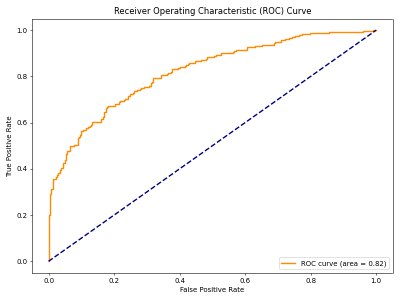 Receiver Operating Characteristic (ROC) Curve
1.0
0.8
0.6
0.4
0.2
0.0
True Positive Rate
0.0 0.2 0.4 0.6 0.8 1.0
False Positive Rate
ROC curve (area = 0.82)